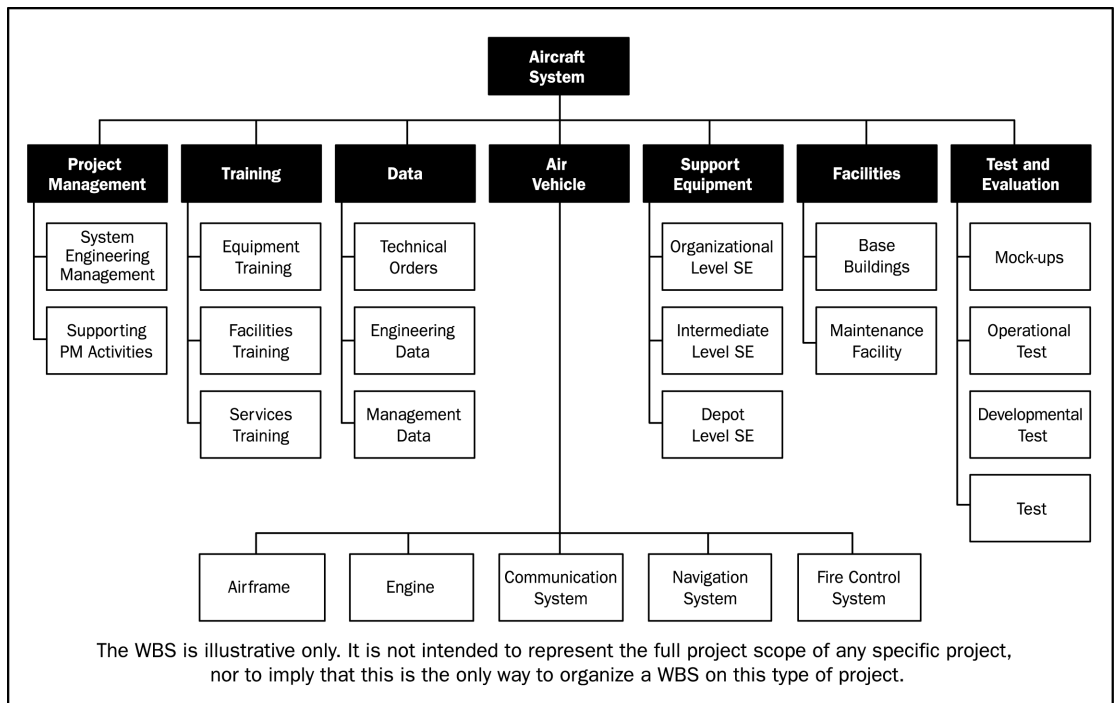 Aircraft
System
Project
Management
Training
Data
Air
Vehicle
Support
Equipment
Facilities
Test and
Evaluation
System
Engineering
Management
Supporting
PM Activities
Equipment
Training
Facilities
Training
Services
Training
Technical
Orders
Engineering
Data
Management
Data
Organizational
Level SE
Intermediate
Level SE
Depot
Level SE
Base
Buildings
Maintenance
Facility
Mock-ups
Operational
Test
Developmental
Test
Test
Airframe
Engine
Communication
System
Navigation
System
Fire Control
System
The WBS is illustrative only. It is not intended to represent the full project scope of any specific project,
nor to imply that this is the only way to organize a WBS on this type of project.